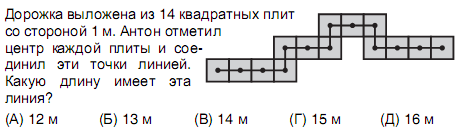 Дорожка выложена из 14 квадратных плит
со стороной 1 м. Антон отметил
центр каждой плиты и сое-
динил эти точки линией.
Какую длину имеет эта
линия?
(А) 12 м (Б) 13 м (В) 14 м (Г) 15 м (Д) 16 м